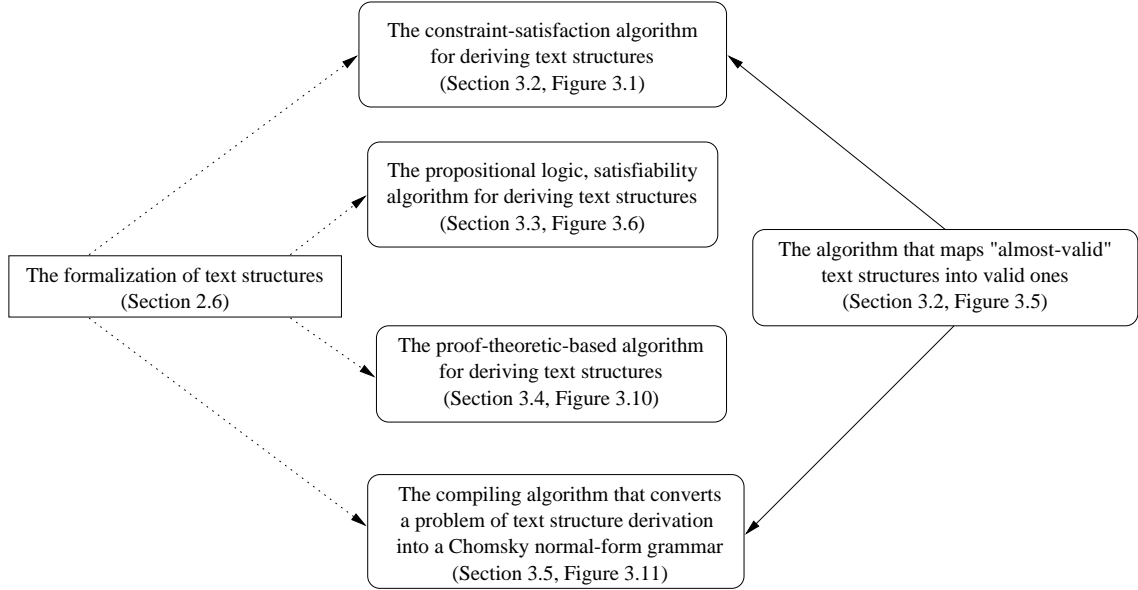 The constraint-satisfaction algorithm
for deriving text structures
(Section 3.2, Figure 3.1)
The propositional logic, satisfiability
algorithm for deriving text structures
(Section 3.3, Figure 3.6)
The formalization of text structures
(Section 2.6)
The algorithm that maps "almost-valid"
text structures into valid ones
(Section 3.2, Figure 3.5)
The proof-theoretic-based algorithm
for deriving text structures
(Section 3.4, Figure 3.10)
The compiling algorithm that converts
a problem of text structure derivation
into a Chomsky normal-form grammar
(Section 3.5, Figure 3.11)